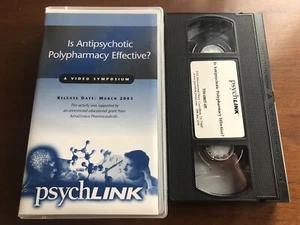 Is Antipsychotic
Polypharmacy Effective?
A VIDEO SYMPOSIUM
RELEASE DATE: MARCH 2003
This activity was supported by
an unrestricted educational grant from
AstraZeneca Pharmaceuticals
psychLINK
psychLINK
Is Antipsychotic Polypharmacy Effective?